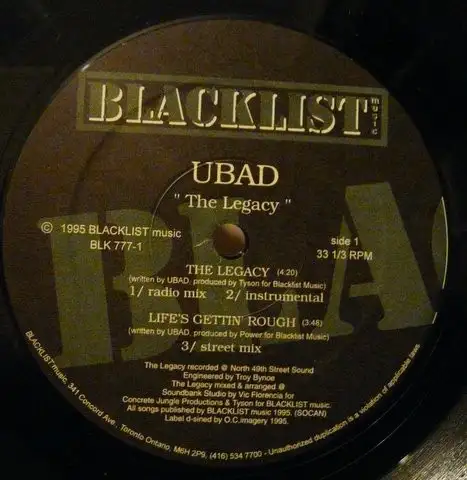 BLACKLIST music
UBAD
" The Legacy "
© 1995 BLACKLIST music
BLK 777-1
side 1
33 1/3 RPM
THE LEGACY (4:20)
(written by UBAD, produced by Tyson for Blacklist Music)
1/ radio mix 2/ instrumental
LIFE'S GETTIN' ROUGH (3:48)
(written by UBAD, produced by Power for Blacklist Music)
3/ street mix
The Legacy recorded @ North 49th Street Sound
Engineered by Troy Bynoe
The Legacy mixed & arranged @
Soundbank Studio by Vic Florencia for
Concrete Jungle Productions & Tyson for BLACKLIST music.
All songs published by BLACKLIST music 1995. (SOCAN)
Label d-sined by O.C.imagery 1995.
BLACKLIST music, 341 Concord Ave., Toronto Ontario, M6H 2P9, (416) 534 7700 - Unauthorized duplication is a violation of applicable laws.
BLAC